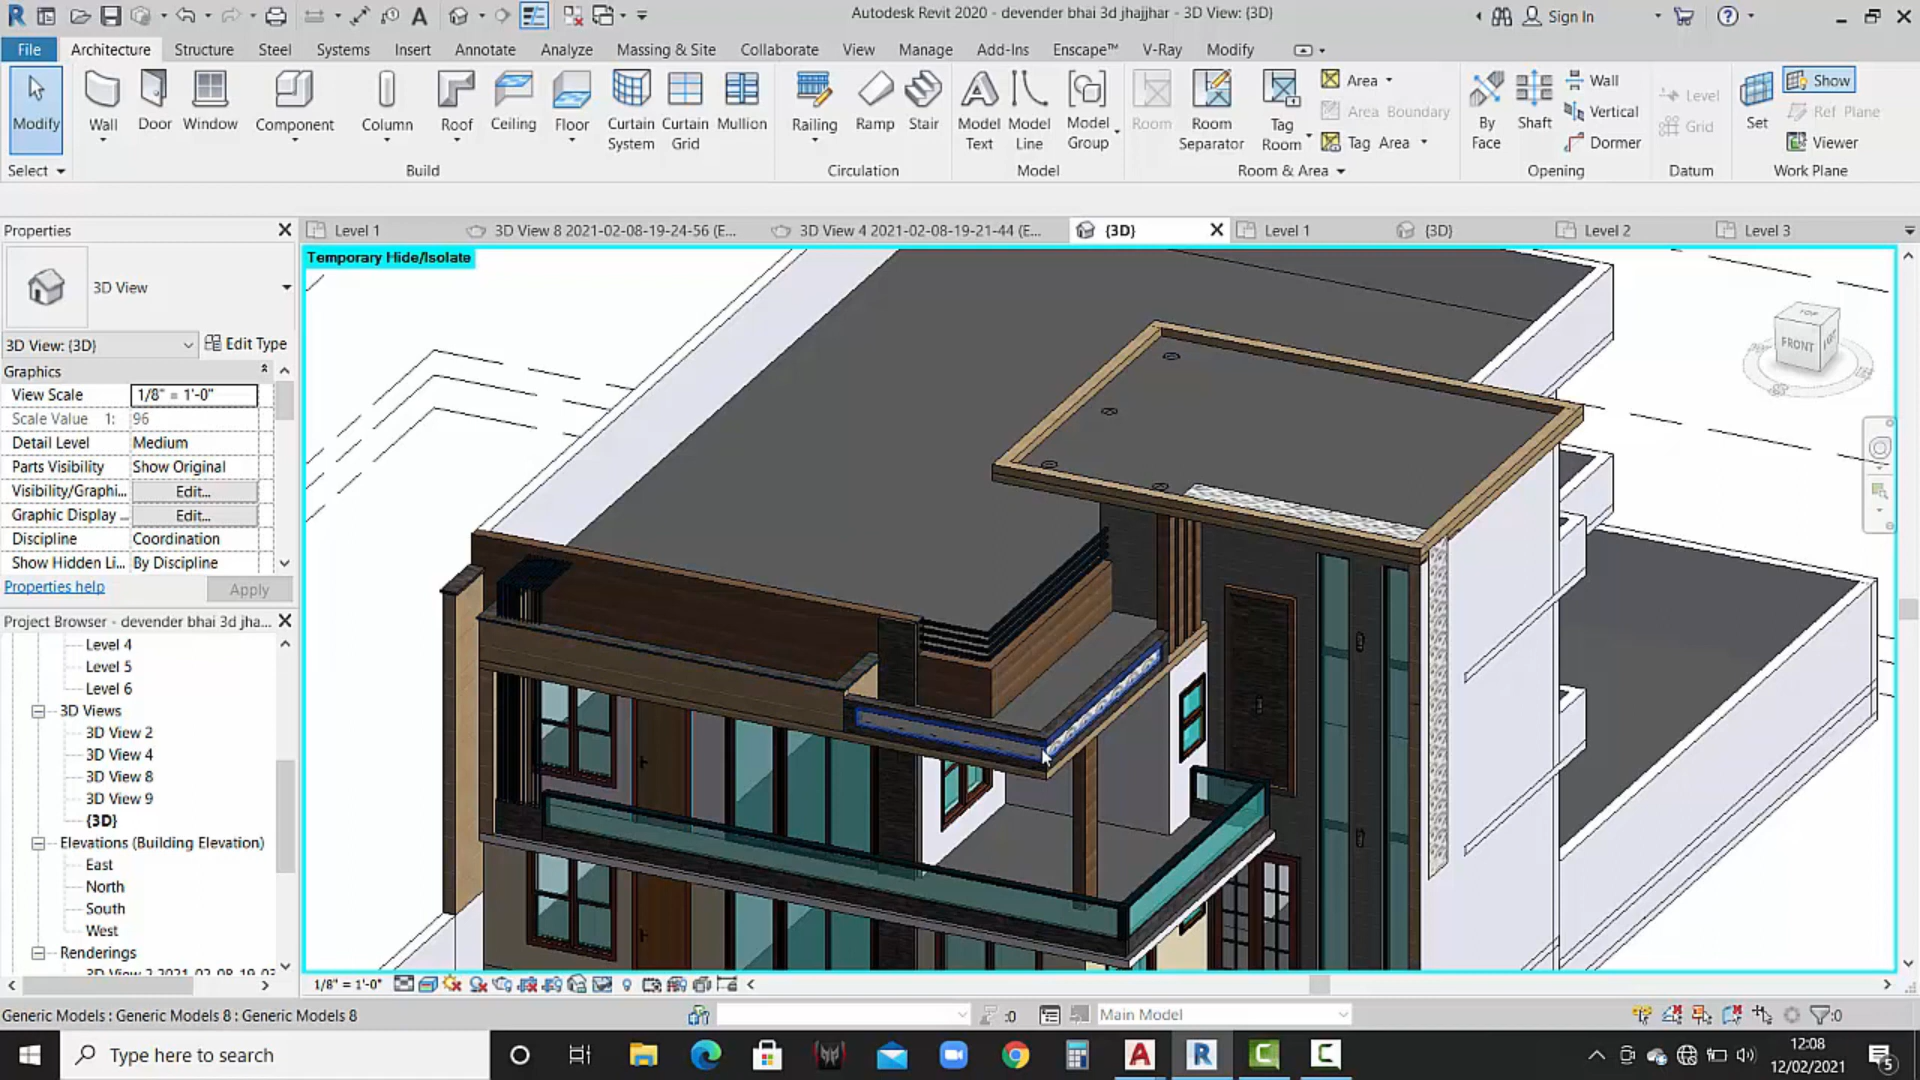 Autodesk Revit 2020 - devender bhai 3d jhajjhar - 3D View: {3D}
Sign In
File Architecture Structure Steel Systems Insert Annotate Analyze Massing & Site Collaborate View Manage Add-Ins Enscape™ V-Ray Modify
Modify
Wall
Door
Window
Component
Column
Roof
Ceiling
Floor
Curtain System
Curtain Grid
Mullion
Railing
Ramp
Stair
Model Text
Model Line
Model Group
Room
Room Separator
Tag Room
Area
Area Boundary
Tag Area
By Face
Shaft
Wall
Vertical
Dormer
Level
Grid
Set
Show
Ref Plane
Viewer
Select
Build
Circulation
Model
Room & Area
Opening
Datum
Work Plane
Properties
Level 1
3D View 8 2021-02-08-19-24-56 (E...
3D View 4 2021-02-08-19-21-44 (E...
{3D}
Level 1
{3D}
Level 2
Level 3
Temporary Hide/Isolate
3D View
3D View: {3D}
Edit Type
Graphics
View Scale 1/8" = 1'-0"
Scale Value 1: 96
Detail Level Medium
Parts Visibility Show Original
Visibility/Graphi... Edit...
Graphic Display ... Edit...
Discipline Coordination
Show Hidden Li... By Discipline
Properties help
Apply
Project Browser - devender bhai 3d jha...
Level 4
Level 5
Level 6
3D Views
3D View 2
3D View 4
3D View 8
3D View 9
{3D}
Elevations (Building Elevation)
East
North
South
West
Renderings
3D View 2 2021-02-08-19-03
TOP
FRONT
1/8" = 1'-0"
Generic Models : Generic Models 8 : Generic Models 8
:0
Main Model
:0
Type here to search
12:08
12/02/2021
5